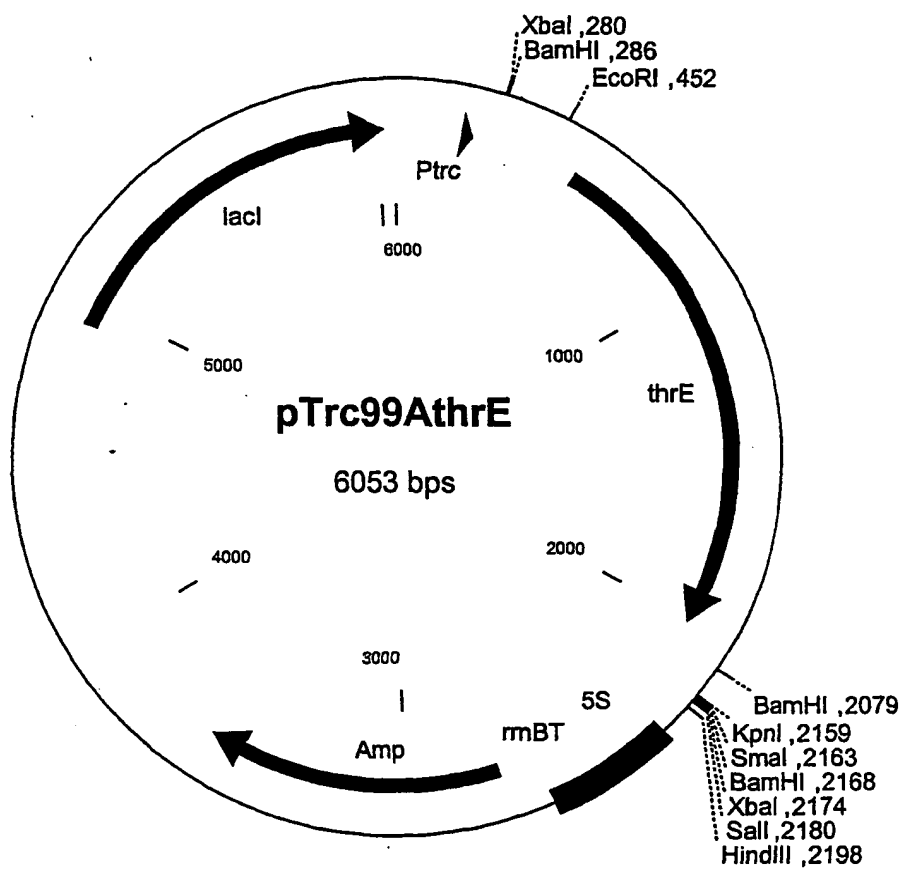 XbaI ,280
BamHI ,286
EcoRI ,452
Ptrc
lacI
6000
1000
5000
thrE
pTrc99AthrE
6053 bps
4000
2000
3000
5S
rrnBT
Amp
BamHI ,2079
KpnI ,2159
SmaI ,2163
BamHI ,2168
XbaI ,2174
SalI ,2180
HindIII ,2198